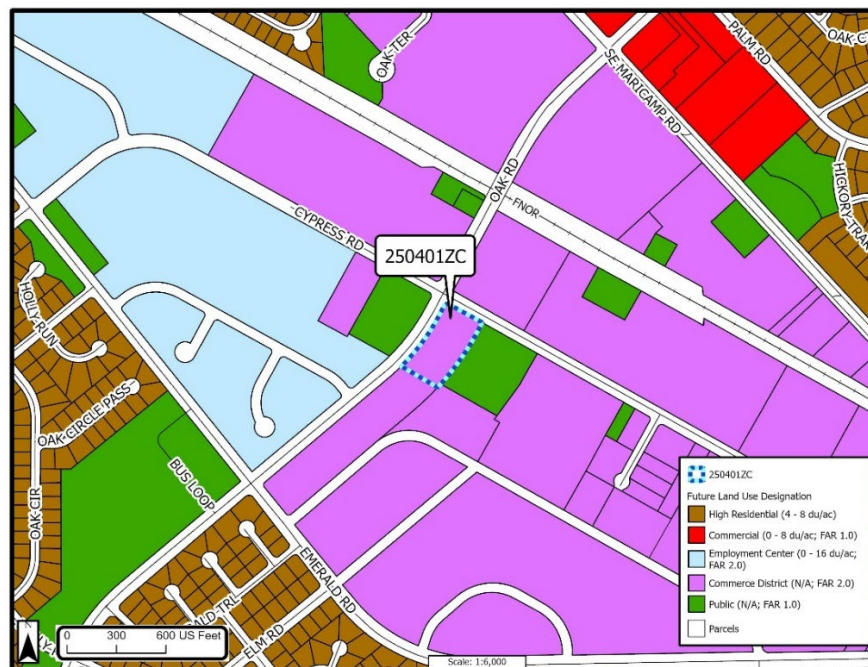 OAK-TER
PALM RD
OAK-C
SE-MARICAMP-RD
HICKORY-TRAK
OAK-RD
FNOR
CYPRESS RD
250401ZC
HOLLY-RUN
OAK-CIRCLE PASS
OAK-CIR
BUS LOOP
EMERALD-RD
ALD-TRL
ELM-RD
250401ZC
Future Land Use Designation
High Residential (4 - 8 du/ac)
Commercial (0 - 8 du/ac; FAR 1.0)
Employment Center (0 - 16 du/ac;
FAR 2.0)
Commerce District (N/A; FAR 2.0)
Public (N/A; FAR 1.0)
Parcels
0 300 600 US Feet
Scale: 1:6,000